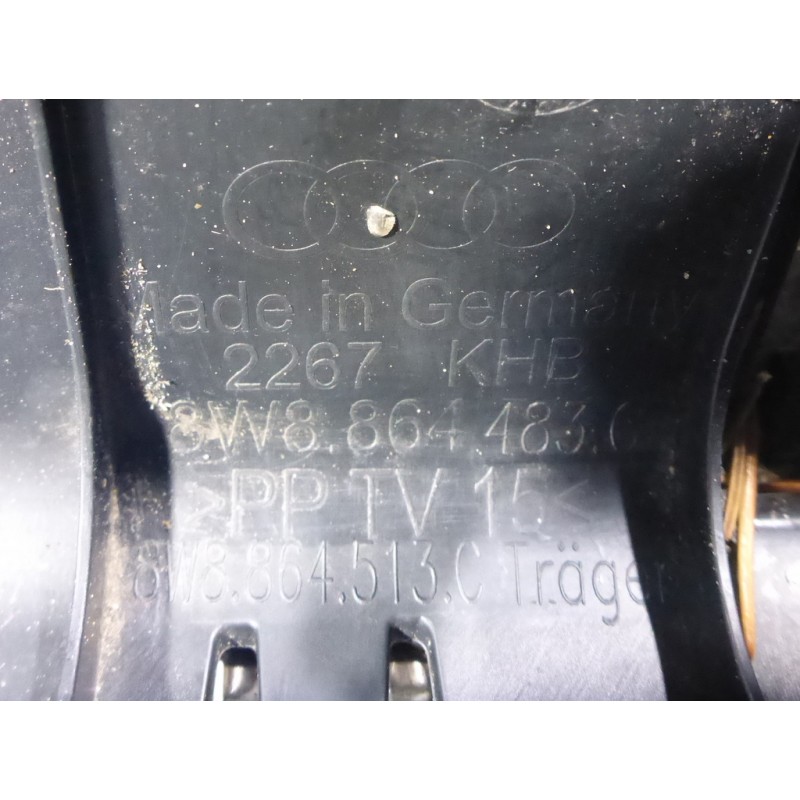 Made in Germany
2267 KHB
8W8.864.483.C
>PP TV 15<
8W8.864.513.C Träger